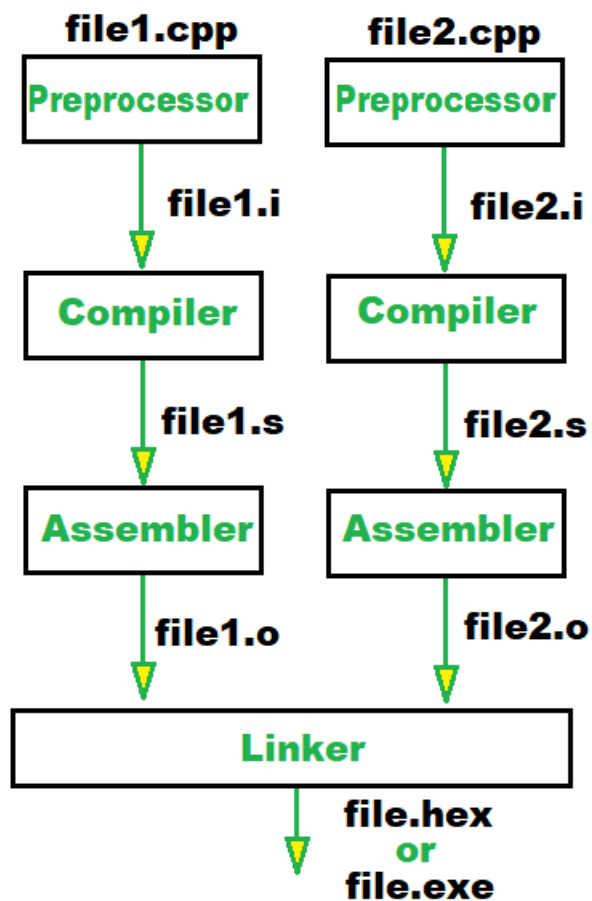 file1.cpp
file2.cpp
Preprocessor
Preprocessor
file1.i
file2.i
Compiler
Compiler
file1.s
file2.s
Assembler
Assembler
file1.o
file2.o
Linker
file.hex
or
file.exe